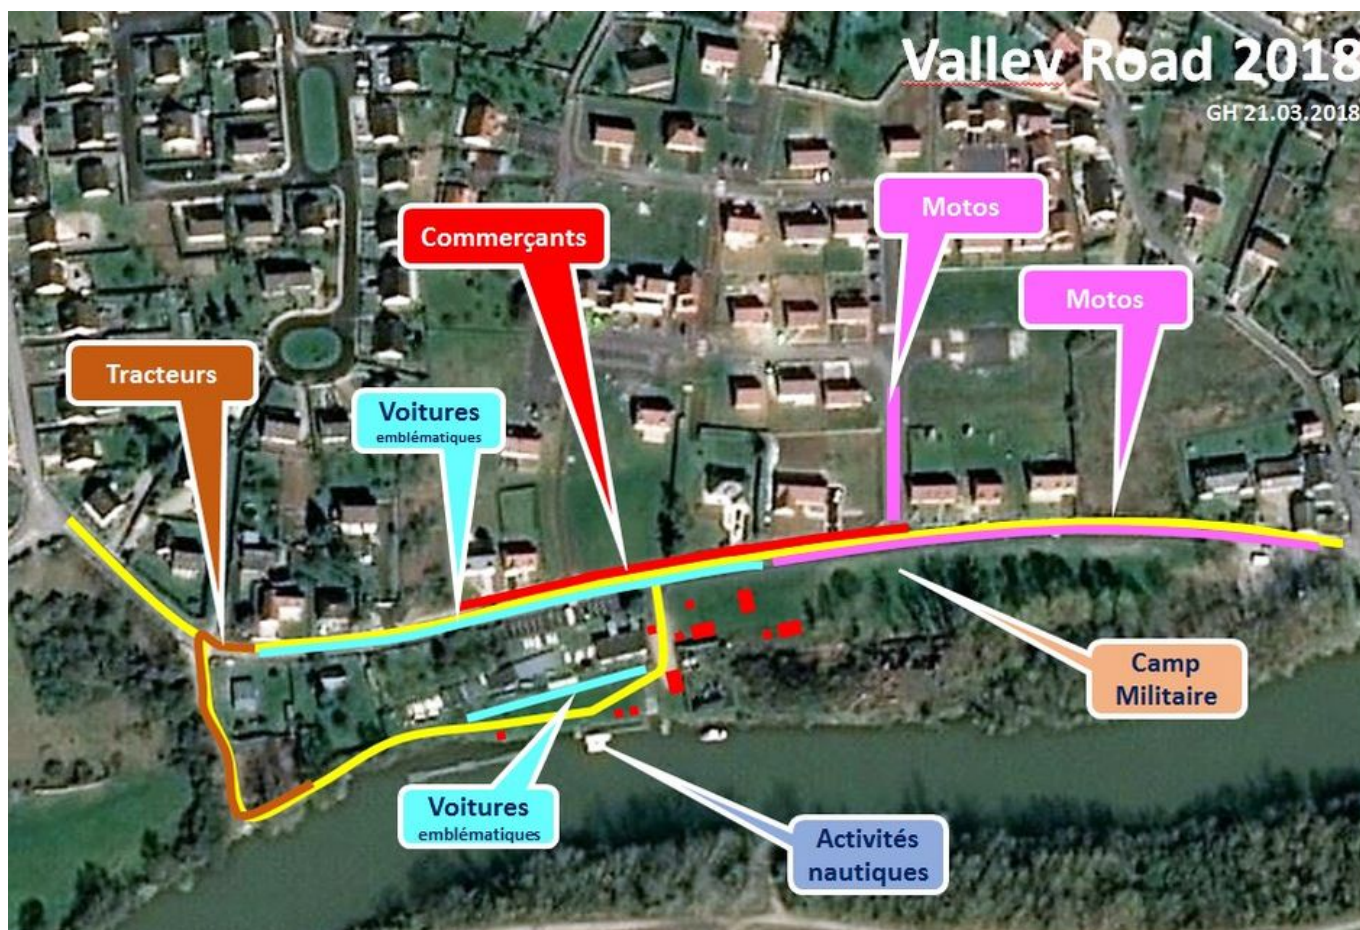 Valley Road 2018
GH 21.03.2018
Motos
Commerçants
Motos
Tracteurs
Voitures
emblématiques
Camp
Militaire
Voitures
emblématiques
Activités
nautiques